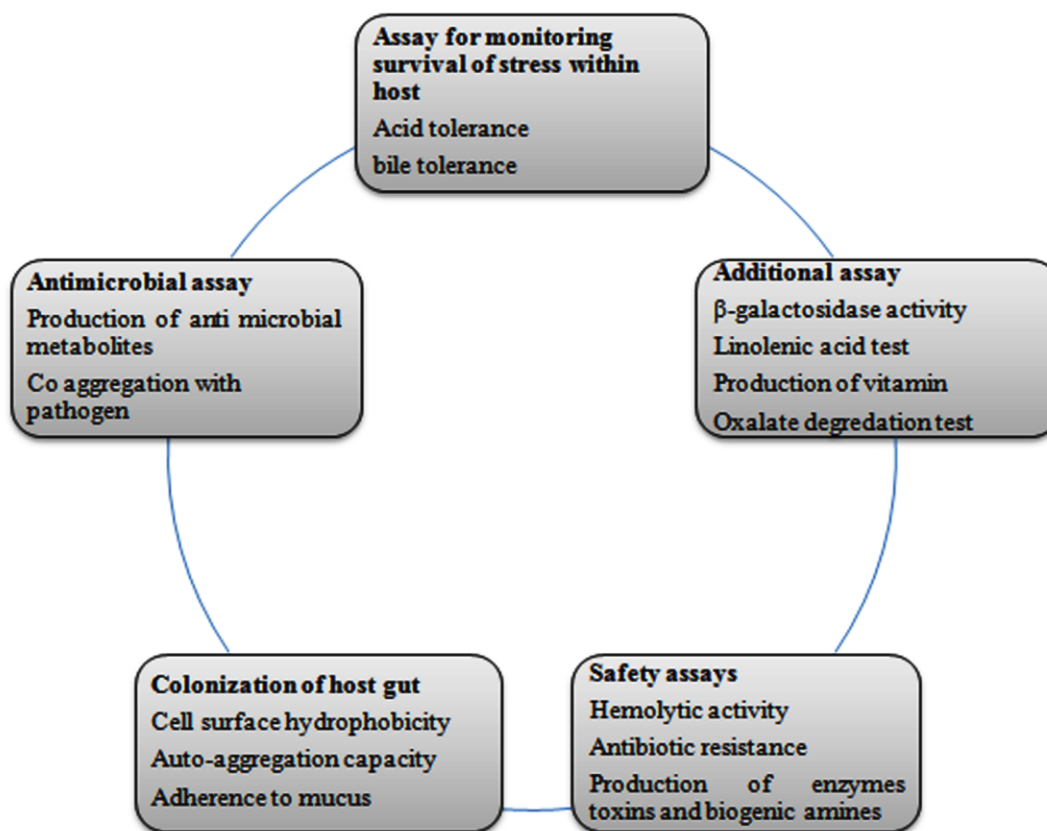 Assay for monitoring
survival of stress within
host
Acid tolerance
bile tolerance
Antimicrobial assay
Production of anti microbial
metabolites
Co aggregation with
pathogen
Additional assay
β-galactosidase activity
Linolenic acid test
Production of vitamin
Oxalate degredation test
Colonization of host gut
Cell surface hydrophobicity
Auto-aggregation capacity
Adherence to mucus
Safety assays
Hemolytic activity
Antibiotic resistance
Production of enzymes
toxins and biogenic amines